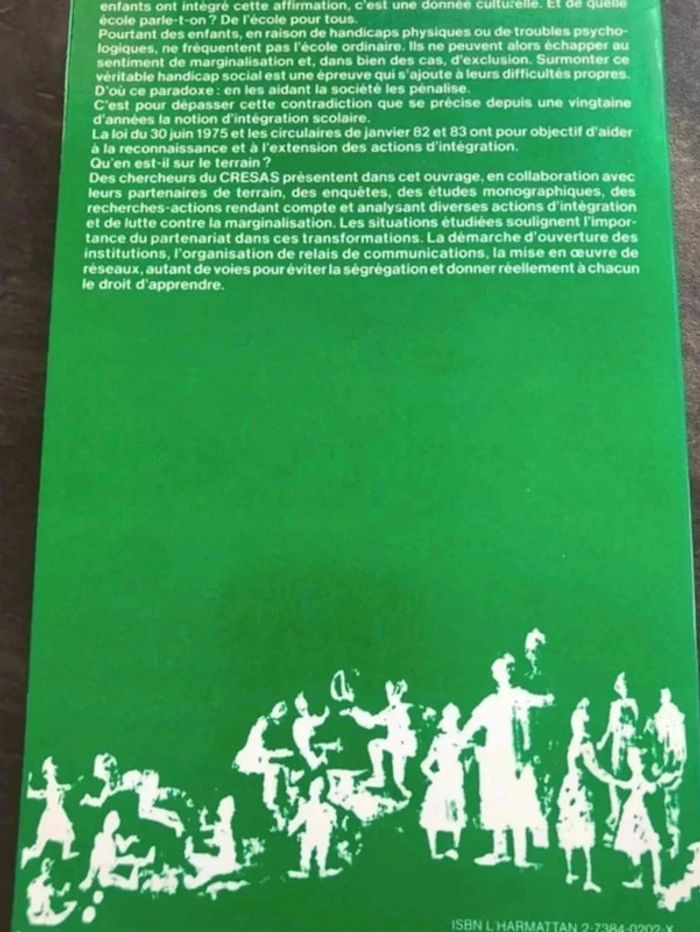 enfants ont intégré cette affirmation, c'est une donnée culturelle. Et de quelle
école parle-t-on ? De l'école pour tous.
Pourtant des enfants, en raison de handicaps physiques ou de troubles psycho-
logiques, ne fréquentent pas l'école ordinaire. Ils ne peuvent alors échapper au
sentiment de marginalisation et, dans bien des cas, d'exclusion. Surmonter ce
véritable handicap social est une épreuve qui s'ajoute à leurs difficultés propres.
D'où ce paradoxe : en les aidant la société les pénalise.
C'est pour dépasser cette contradiction que se précise depuis une vingtaine
d'années la notion d'intégration scolaire.
La loi du 30 juin 1975 et les circulaires de janvier 82 et 83 ont pour objectif d'aider
à la reconnaissance et à l'extension des actions d'intégration.
Qu'en est-il sur le terrain ?
Des chercheurs du CRESAS présentent dans cet ouvrage, en collaboration avec
leurs partenaires de terrain, des enquêtes, des études monographiques, des
recherches-actions rendant compte et analysant diverses actions d'intégration
et de lutte contre la marginalisation. Les situations étudiées soulignent l'impor-
tance du partenariat dans ces transformations. La démarche d'ouverture des
institutions, l'organisation de relais de communications, la mise en œuvre de
réseaux, autant de voies pour éviter la ségrégation et donner réellement à chacun
le droit d'apprendre.
ISBN L'HARMATTAN 2-7384-0202-X